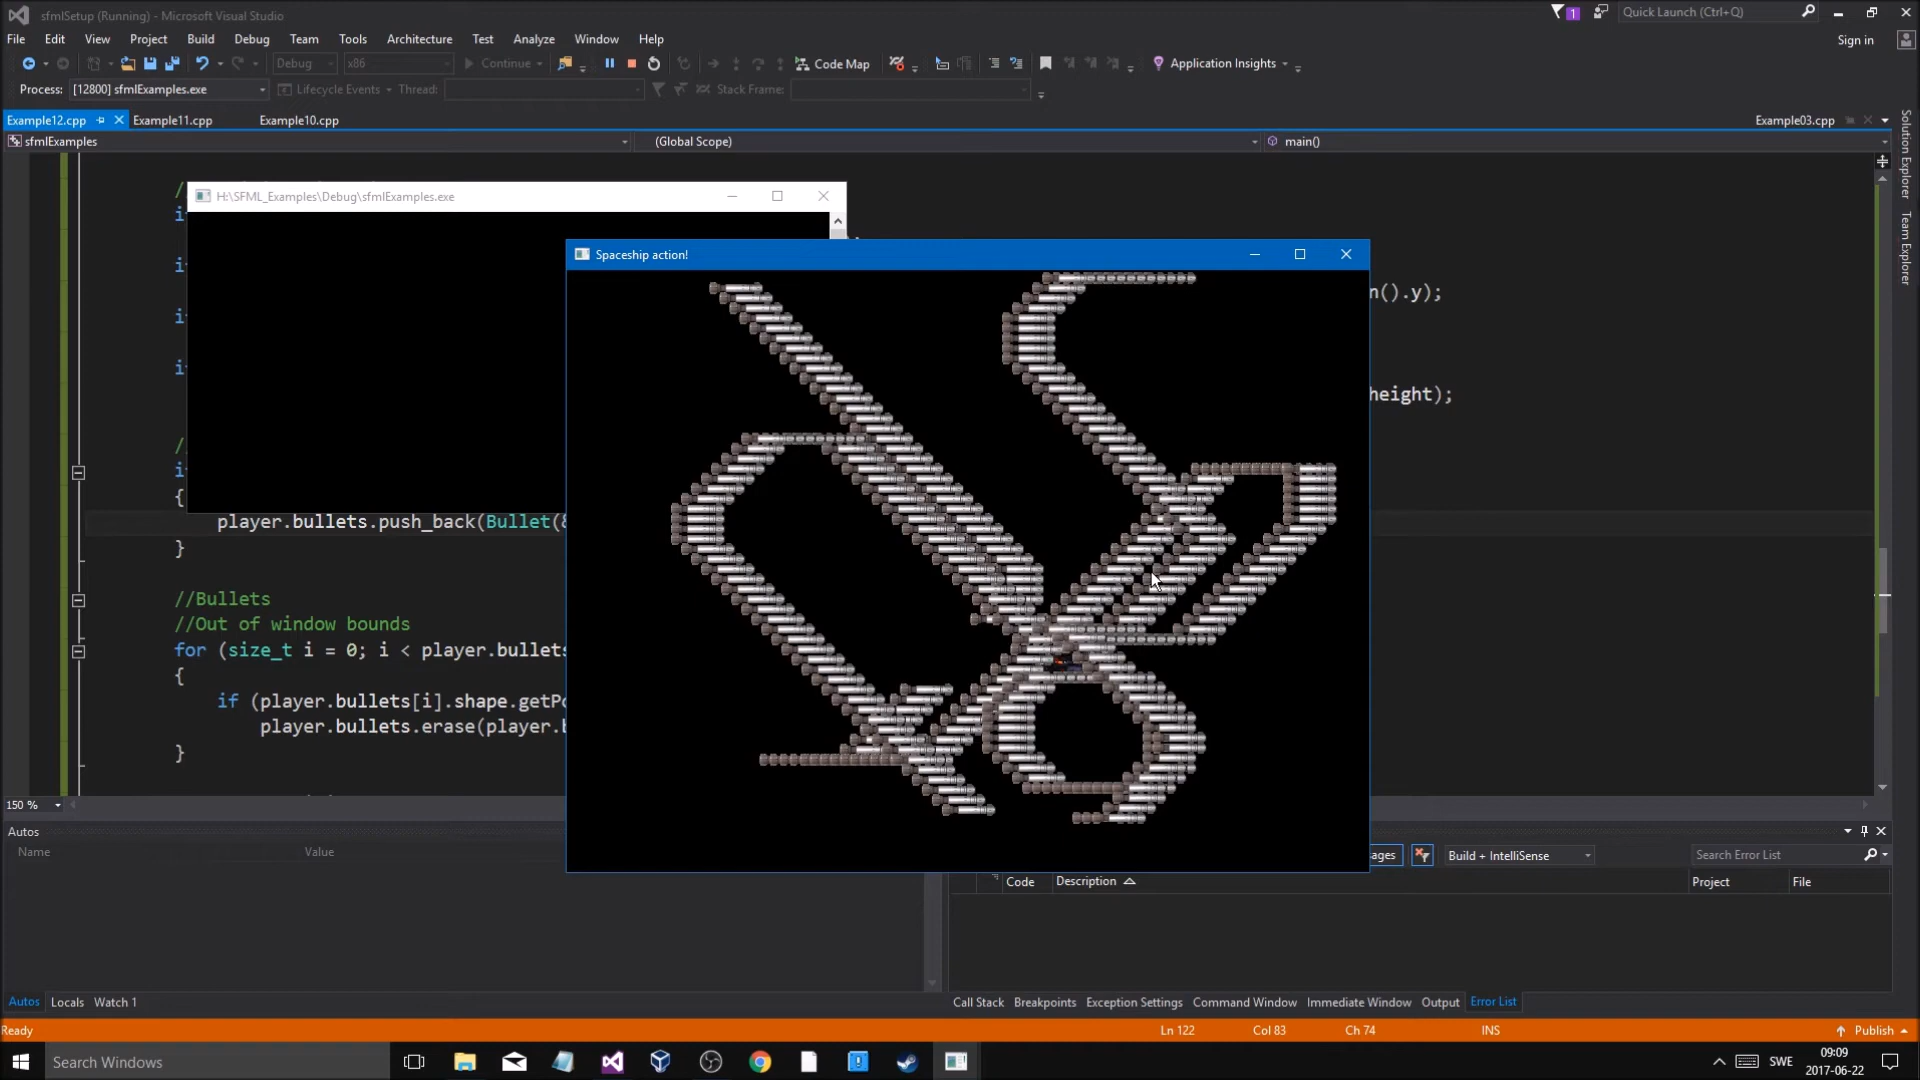 sfmlSetup (Running) - Microsoft Visual Studio
1
Quick Launch (Ctrl+Q)
File Edit View Project Build Debug Team Tools Architecture Test Analyze Window Help
Sign in
Debug x86 Continue Code Map Application Insights
Process: [12800] sfmlExamples.exe Lifecycle Events Thread: Stack Frame:
Example12.cpp Example11.cpp Example10.cpp Example03.cpp
sfmlExamples (Global Scope) main()
Solution Explorer
Team Explorer
H:\SFML_Examples\Debug\sfmlExamples.exe
Spaceship action!
().y);
height);
{
player.bullets.push_back(Bullet(
}
//Bullets
//Out of window bounds
for (size_t i = 0; i < player.bullets
{
if (player.bullets[i].shape.getPo
player.bullets.erase(player.b
}
150 %
Autos
Name Value
ages Build + IntelliSense Search Error List
Code Description Project File
Autos Locals Watch 1
Call Stack Breakpoints Exception Settings Command Window Immediate Window Output Error List
Ready Ln 122 Col 83 Ch 74 INS Publish
Search Windows
SWE
09:09
2017-06-22